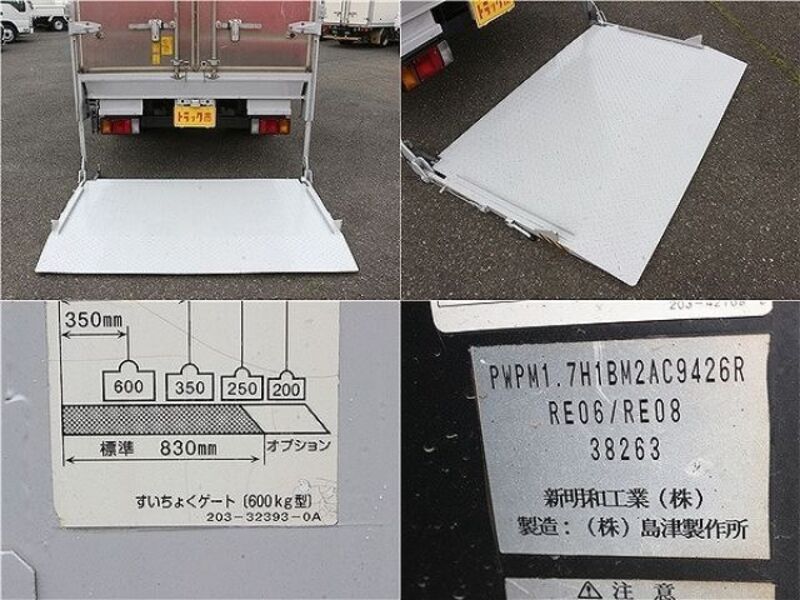 トラック市
350mm
600 350 250 200
標準 830mm オプション
すいちょくゲート〔600kg型〕
203-32393-0A
PWPM1.7H1BM2AC9426R
RE06/RE08
38263
新明和工業(株)
製造：(株)島津製作所
⚠注意